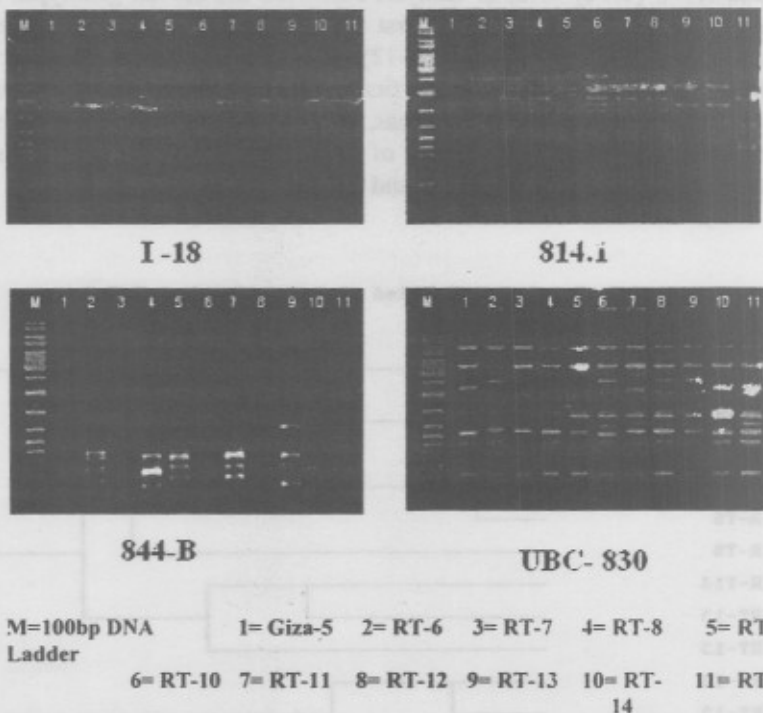 M 1 2 3 4 5 6 7 8 9 10 11
M 1 2 3 4 5 6 7 8 9 10 11
I -18
814.1
M 1 2 3 4 5 6 7 8 9 10 11
M 1 2 3 4 5 6 7 8 9 10 11
844-B
UBC- 830
M=100bp DNA 1= Giza-5 2= RT-6 3= RT-7 4= RT-8 5= RT
Ladder
6= RT-10 7= RT-11 8= RT-12 9= RT-13 10= RT- 11= RT
14